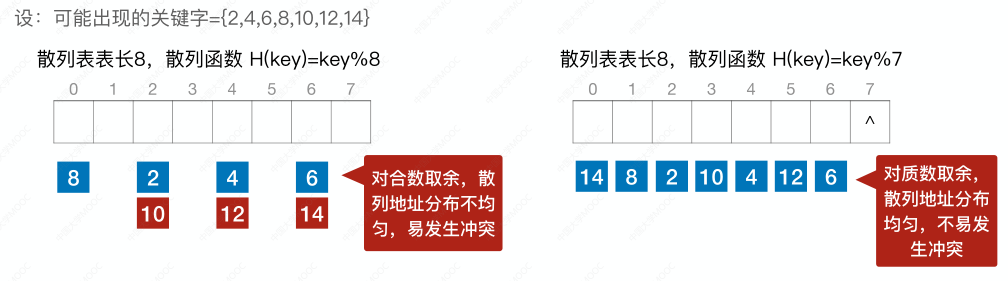 设：可能出现的关键字={2,4,6,8,10,12,14}
散列表表长8，散列函数 H(key)=key%8
0 1 2 3 4 5 6 7
8 2 4 6
10 12 14
对合数取余，散
列地址分布不均
匀，易发生冲突
散列表表长8，散列函数 H(key)=key%7
0 1 2 3 4 5 6 7
^
14 8 2 10 4 12 6
对质数取余，
散列地址分布
均匀，不易发
生冲突